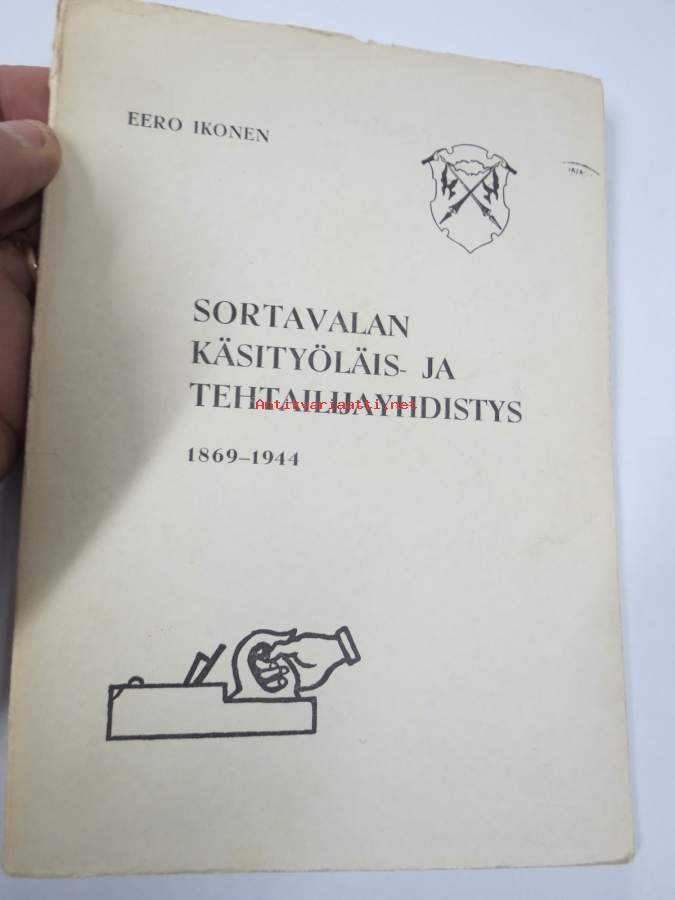 EERO IKONEN
SORTAVALAN
KÄSITYÖLÄIS- JA
TEHTAILIJAYHDISTYS
Antikvariaatti.net
1869–1944